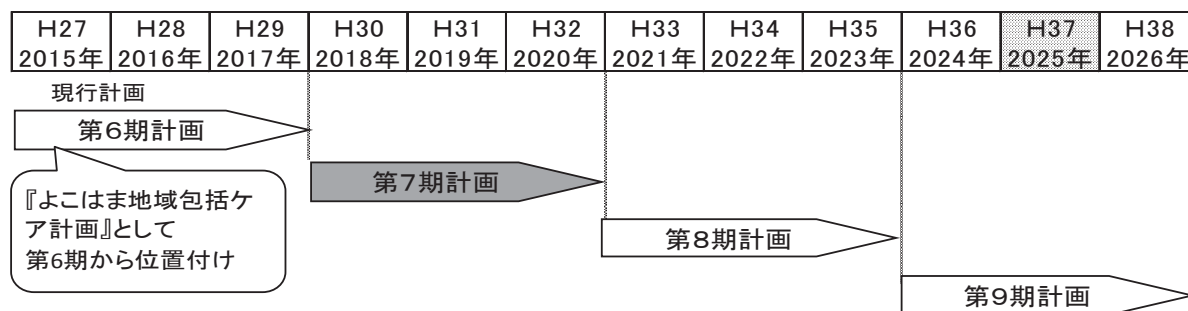 H27 H28 H29 H30 H31 H32 H33 H34 H35 H36 H37 H38
2015年 2016年 2017年 2018年 2019年 2020年 2021年 2022年 2023年 2024年 2025年 2026年
現行計画
第6期計画
第7期計画
『よこはま地域包括ケ
ア計画』として
第6期から位置付け
第8期計画
第9期計画